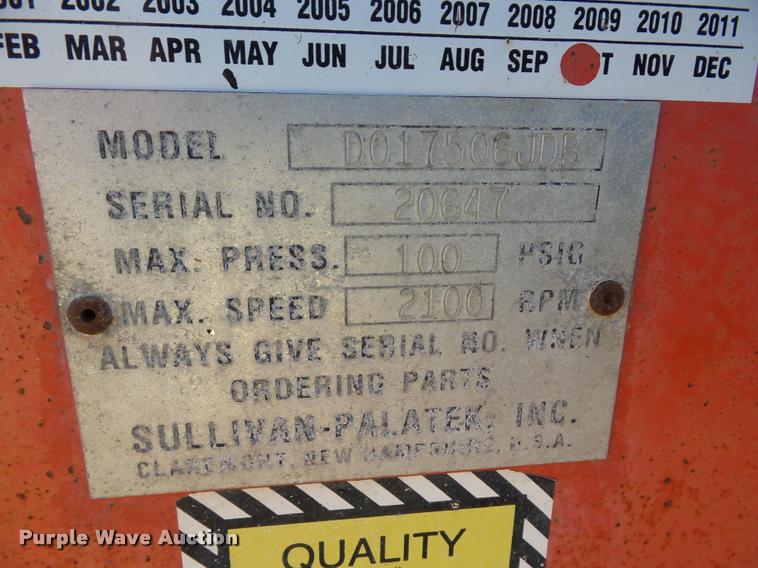 2002 2003 2004 2005 2006 2007 2008 2009 2010 2011
FEB MAR APR MAY JUN JUL AUG SEP NOV DEC
MODEL D017506JDB
SERIAL NO. 20647
MAX. PRESS. 100 PSIG
MAX. SPEED 2100 RPM
ALWAYS GIVE SERIAL NO. WHEN
ORDERING PARTS
SULLIVAN-PALATEK, INC.
CLAREMONT, NEW HAMPSHIRE, U.S.A.
QUALITY
Purple Wave Auction